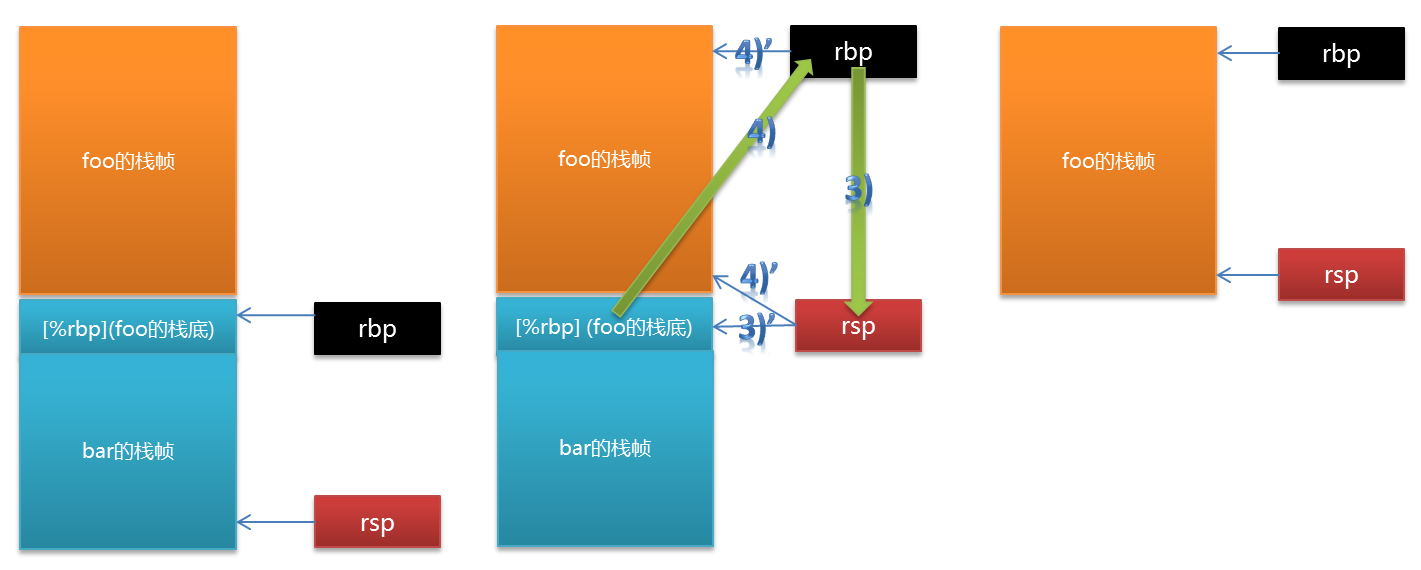 foo的栈帧
[%rbp](foo的栈底)
rbp
bar的栈帧
rsp
4)’
rbp
foo的栈帧
4)
3)
4)’
[%rbp] (foo的栈底)
3)’
rsp
bar的栈帧
rbp
foo的栈帧
rsp